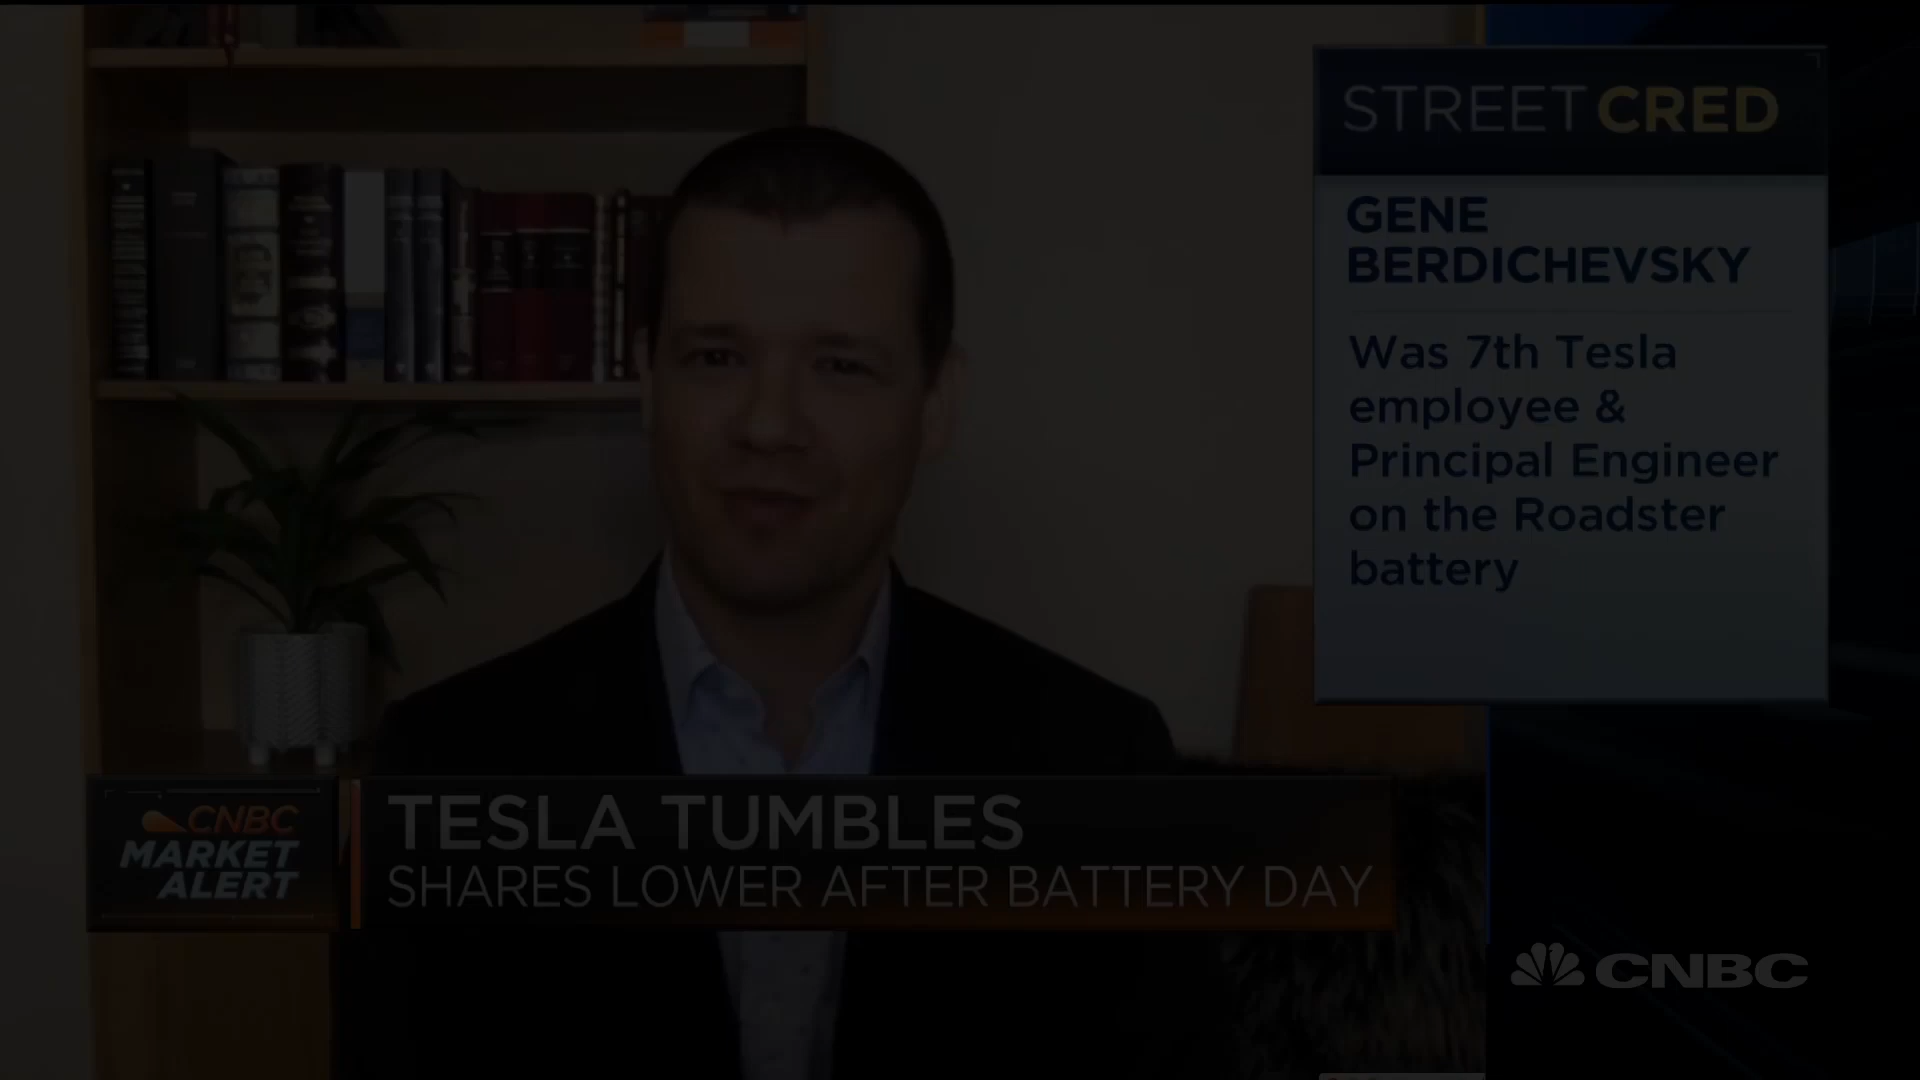 STREET CRED
GENE
BERDICHEVSKY
Was 7th Tesla
employee &
Principal Engineer
on the Roadster
battery
CNBC
MARKET
ALERT
TESLA TUMBLES
SHARES LOWER AFTER BATTERY DAY
CNBC